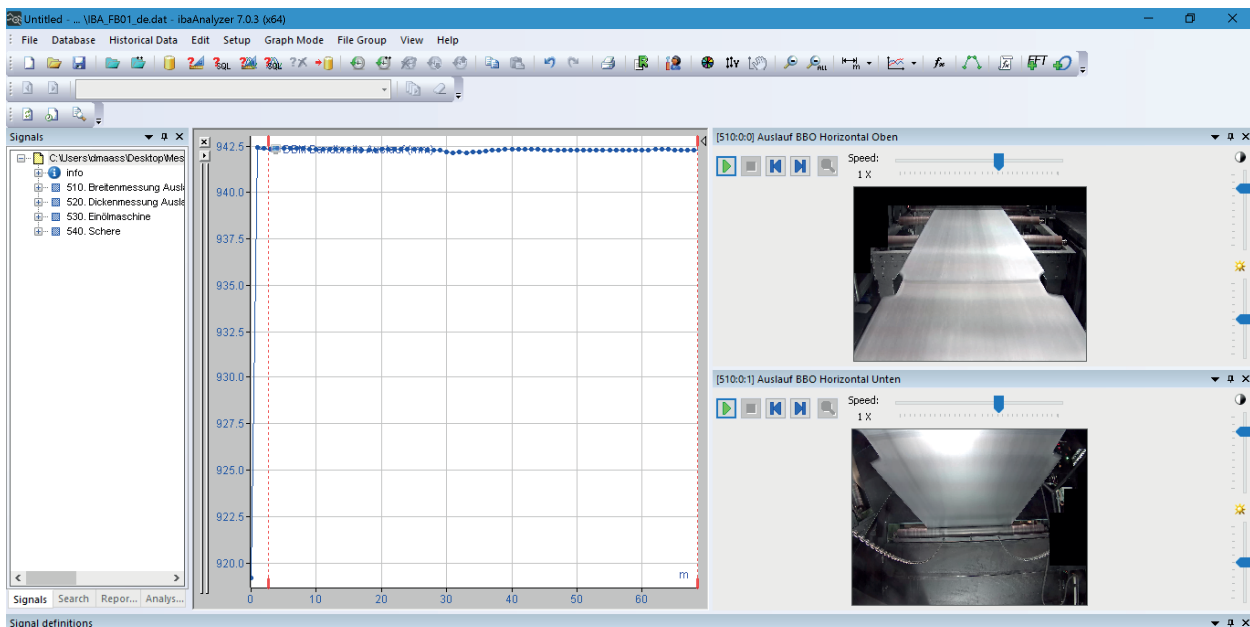 Untitled - ... \IBA_FB01_de.dat - ibaAnalyzer 7.0.3 (x64)
File Database Historical Data Edit Setup Graph Mode File Group View Help
Signals
C:\Users\dmaass\Desktop\Mes
info
510. Breitenmessung Ausla
520. Dickenmessung Ausla
530. Einölmaschine
540. Schere
Signals Search Repor... Analys...
942.5
940.0
937.5
935.0
932.5
930.0
927.5
925.0
922.5
920.0
m
0 10 20 30 40 50 60
[510:0:0] Auslauf BBO Horizontal Oben
Speed:
1 X
[510:0:1] Auslauf BBO Horizontal Unten
Speed:
1 X
Signal definitions